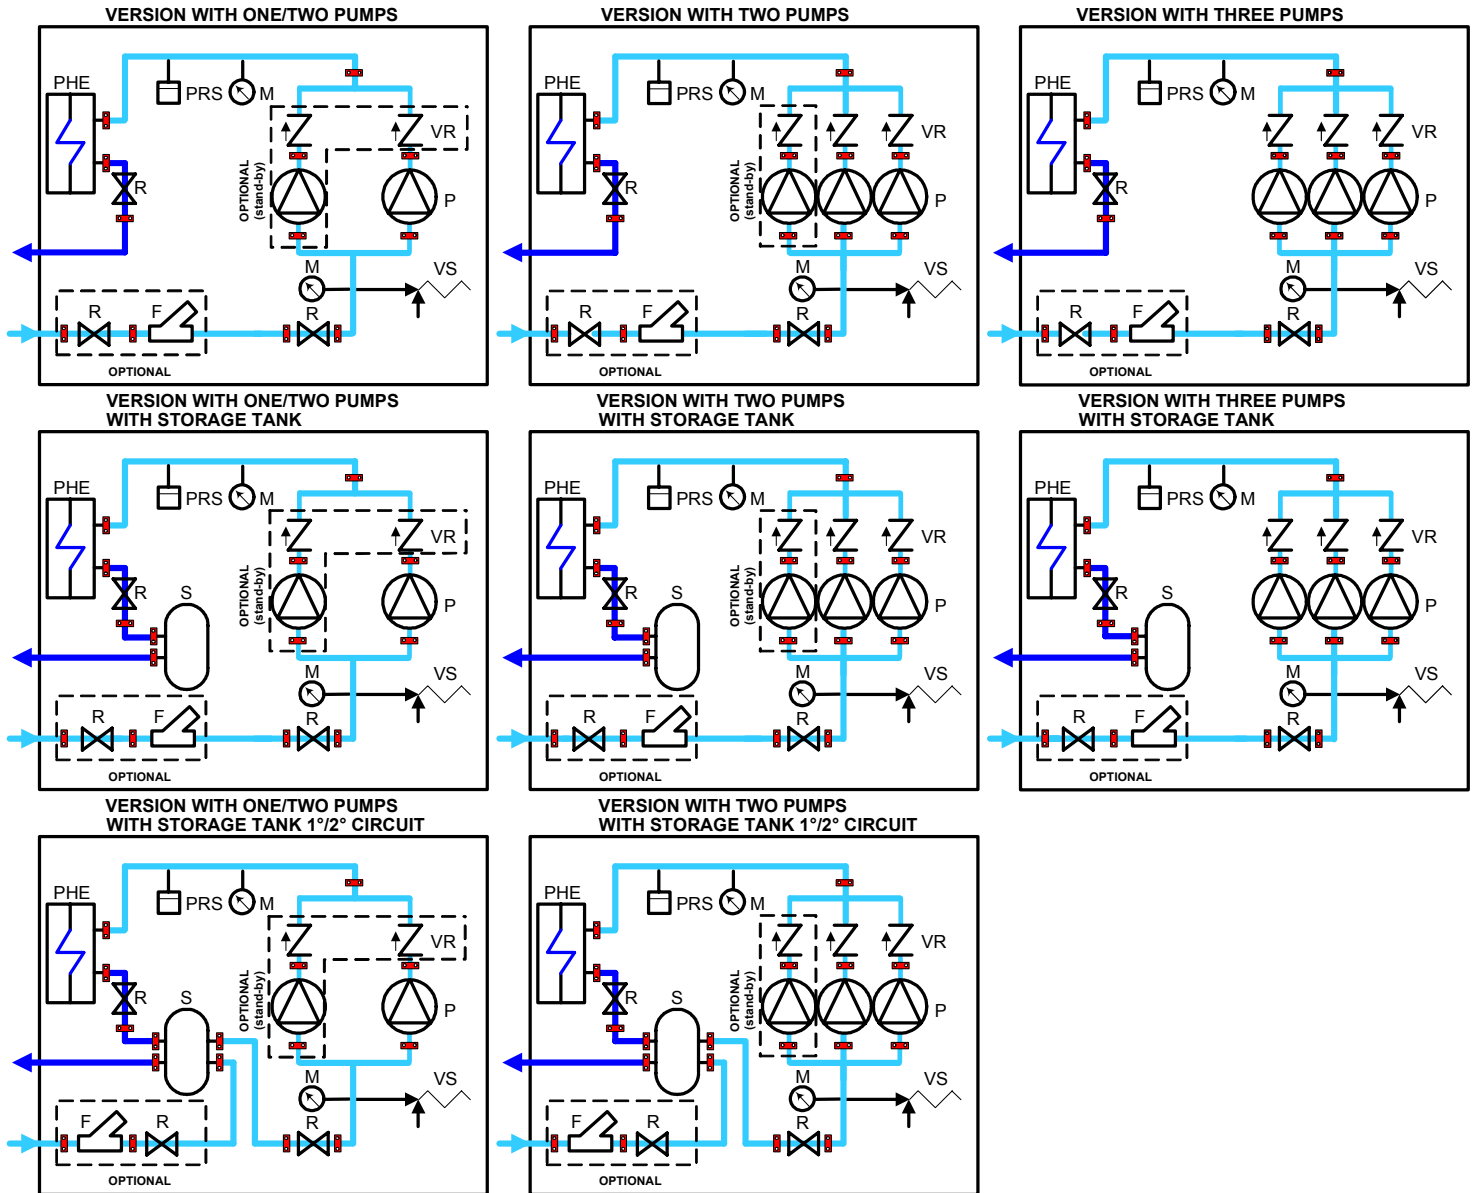 VERSION WITH ONE/TWO PUMPS
PHE
PRS
M
VR
OPTIONAL
(stand-by)
R
P
M
VS
R
F
R
OPTIONAL
VERSION WITH TWO PUMPS
PHE
PRS
M
VR
OPTIONAL
(stand-by)
R
P
M
VS
R
F
R
OPTIONAL
VERSION WITH THREE PUMPS
PHE
PRS
M
VR
R
P
M
VS
R
F
R
OPTIONAL
VERSION WITH ONE/TWO PUMPS
WITH STORAGE TANK
PHE
PRS
M
VR
OPTIONAL
(stand-by)
R
S
P
M
VS
R
F
R
OPTIONAL
VERSION WITH TWO PUMPS
WITH STORAGE TANK
PHE
PRS
M
VR
OPTIONAL
(stand-by)
R
S
P
M
VS
R
F
R
OPTIONAL
VERSION WITH THREE PUMPS
WITH STORAGE TANK
PHE
PRS
M
VR
R
S
P
M
VS
R
F
R
OPTIONAL
VERSION WITH ONE/TWO PUMPS
WITH STORAGE TANK 1°/2° CIRCUIT
PHE
PRS
M
VR
OPTIONAL
(stand-by)
R
S
P
M
VS
F
R
R
OPTIONAL
VERSION WITH TWO PUMPS
WITH STORAGE TANK 1°/2° CIRCUIT
PHE
PRS
M
VR
OPTIONAL
(stand-by)
R
S
P
M
VS
F
R
R
OPTIONAL